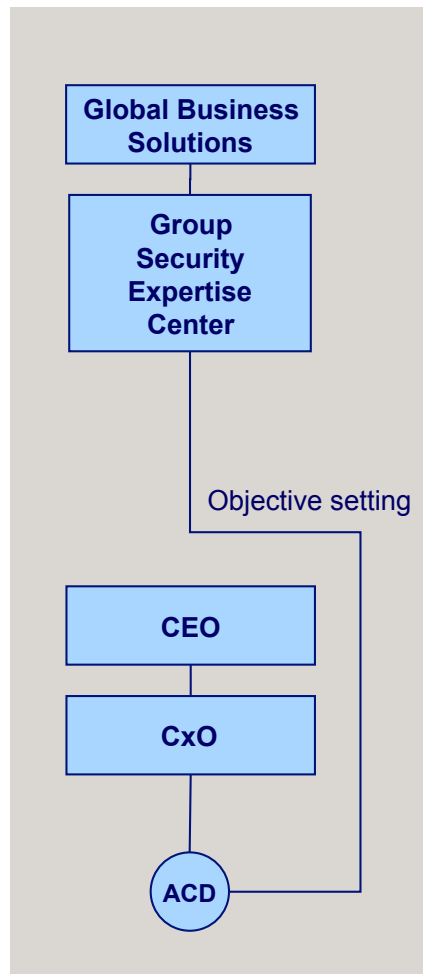 Global Business
Solutions
Group
Security
Expertise
Center
Objective setting
CEO
CxO
ACD